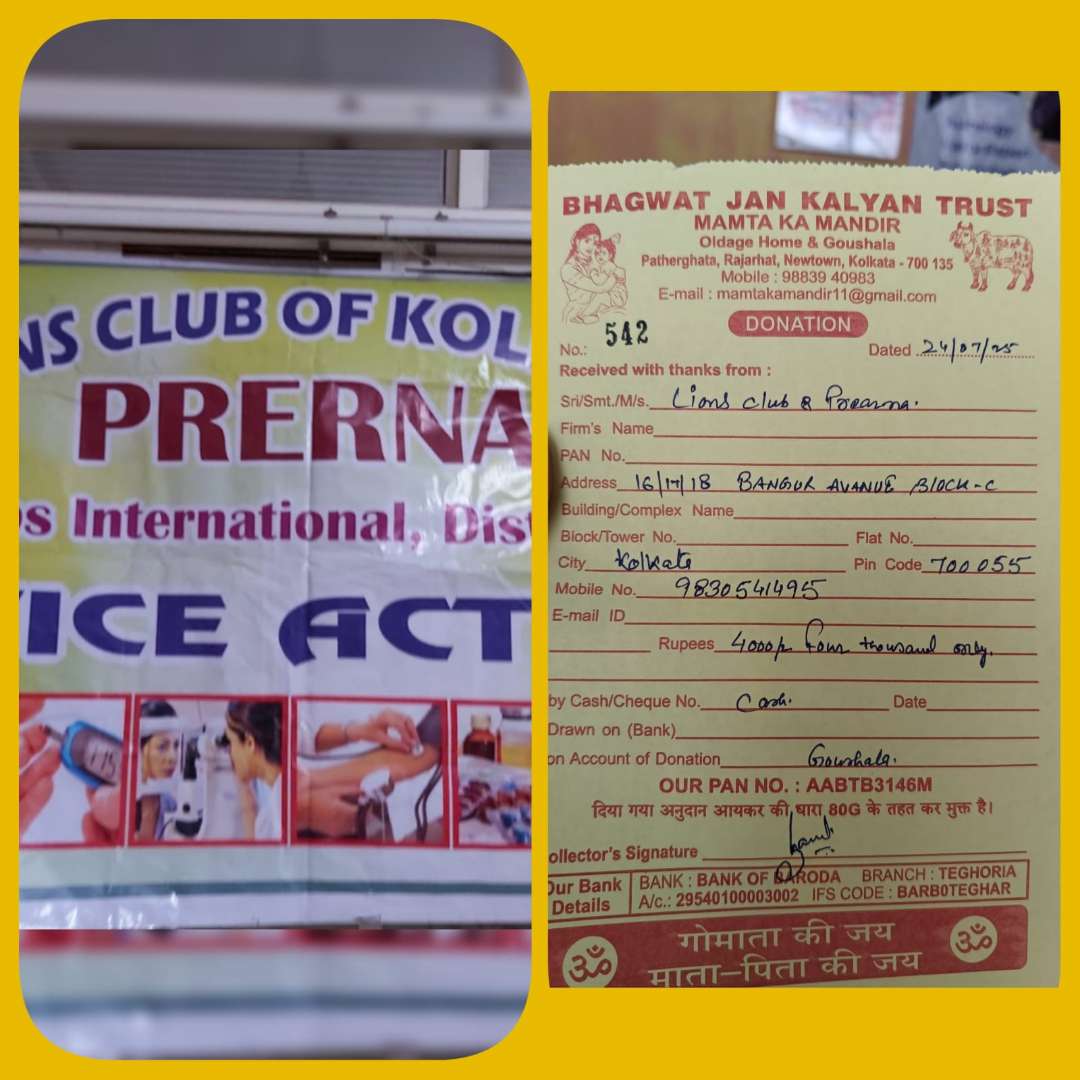 NS CLUB OF KOL
PRERNA
s International, Dist
ICE ACT
BHAGWAT JAN KALYAN TRUST
MAMTA KA MANDIR
Oldage Home & Goushala
Patherghata, Rajarhat, Newtown, Kolkata - 700 135
Mobile : 98839 40983
E-mail : mamtakamandir11@gmail.com
DONATION
No.: 542
Dated 24/07/25
Received with thanks from :
Sri/Smt./M/s. Lions Club &
Firm's Name
PAN No.
Address 16/17/18 BANGUR AVANUE BLOCK-C
Building/Complex Name
Block/Tower No. Flat No.
City Kolkata Pin Code 700055
Mobile No. 9830541495
E-mail ID
Rupees 4000/- four thousand only.
by Cash/Cheque No. Cash. Date
Drawn on (Bank)
on Account of Donation Goushala.
OUR PAN NO. : AABTB3146M
दिया गया अनुदान आयकर की धारा 80G के तहत कर मुक्त है।
ollector's Signature
Our Bank Details
BANK : BANK OF BARODA BRANCH : TEGHORIA
A/c.: 29540100003002 IFS CODE : BARB0TEGHAR
ॐ गोमाता की जय ॐ
माता-पिता की जय